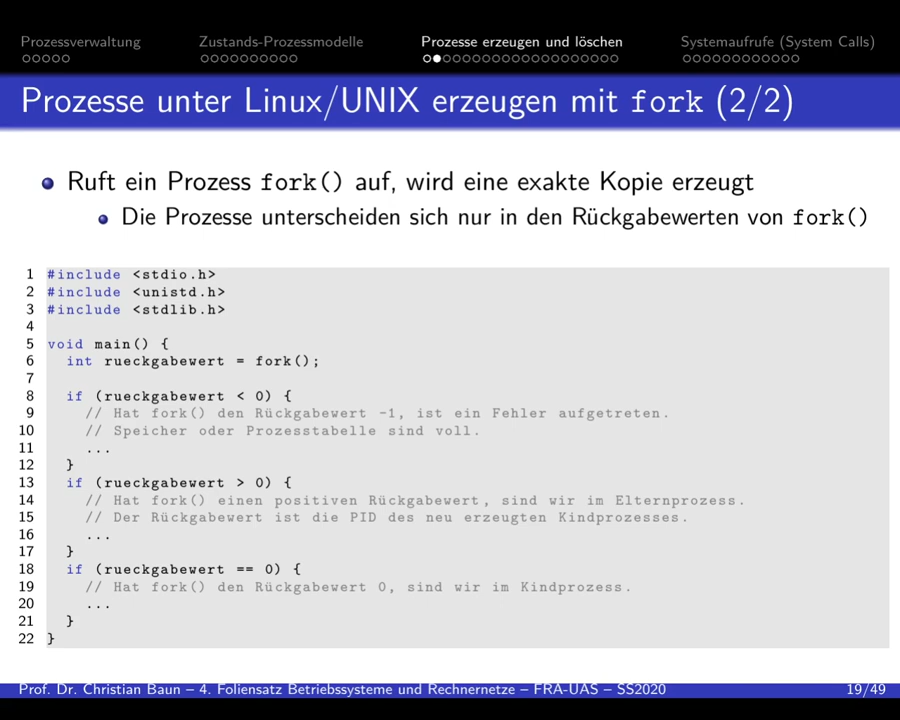 Prozessverwaltung Zustands-Prozessmodelle Prozesse erzeugen und löschen Systemaufrufe (System Calls)
Prozesse unter Linux/UNIX erzeugen mit fork (2/2)
Ruft ein Prozess fork() auf, wird eine exakte Kopie erzeugt
Die Prozesse unterscheiden sich nur in den Rückgabewerten von fork()
1 #include <stdio.h>
2 #include <unistd.h>
3 #include <stdlib.h>
4
5 void main() {
6 int rueckgabewert = fork();
7
8 if (rueckgabewert < 0) {
9 // Hat fork() den Rückgabewert -1, ist ein Fehler aufgetreten.
10 // Speicher oder Prozesstabelle sind voll.
11 ...
12 }
13 if (rueckgabewert > 0) {
14 // Hat fork() einen positiven Rückgabewert, sind wir im Elternprozess.
15 // Der Rückgabewert ist die PID des neu erzeugten Kindprozesses.
16 ...
17 }
18 if (rueckgabewert == 0) {
19 // Hat fork() den Rückgabewert 0, sind wir im Kindprozess.
20 ...
21 }
22 }
Prof. Dr. Christian Baun – 4. Foliensatz Betriebssysteme und Rechnernetze – FRA-UAS – SS2020 19/49